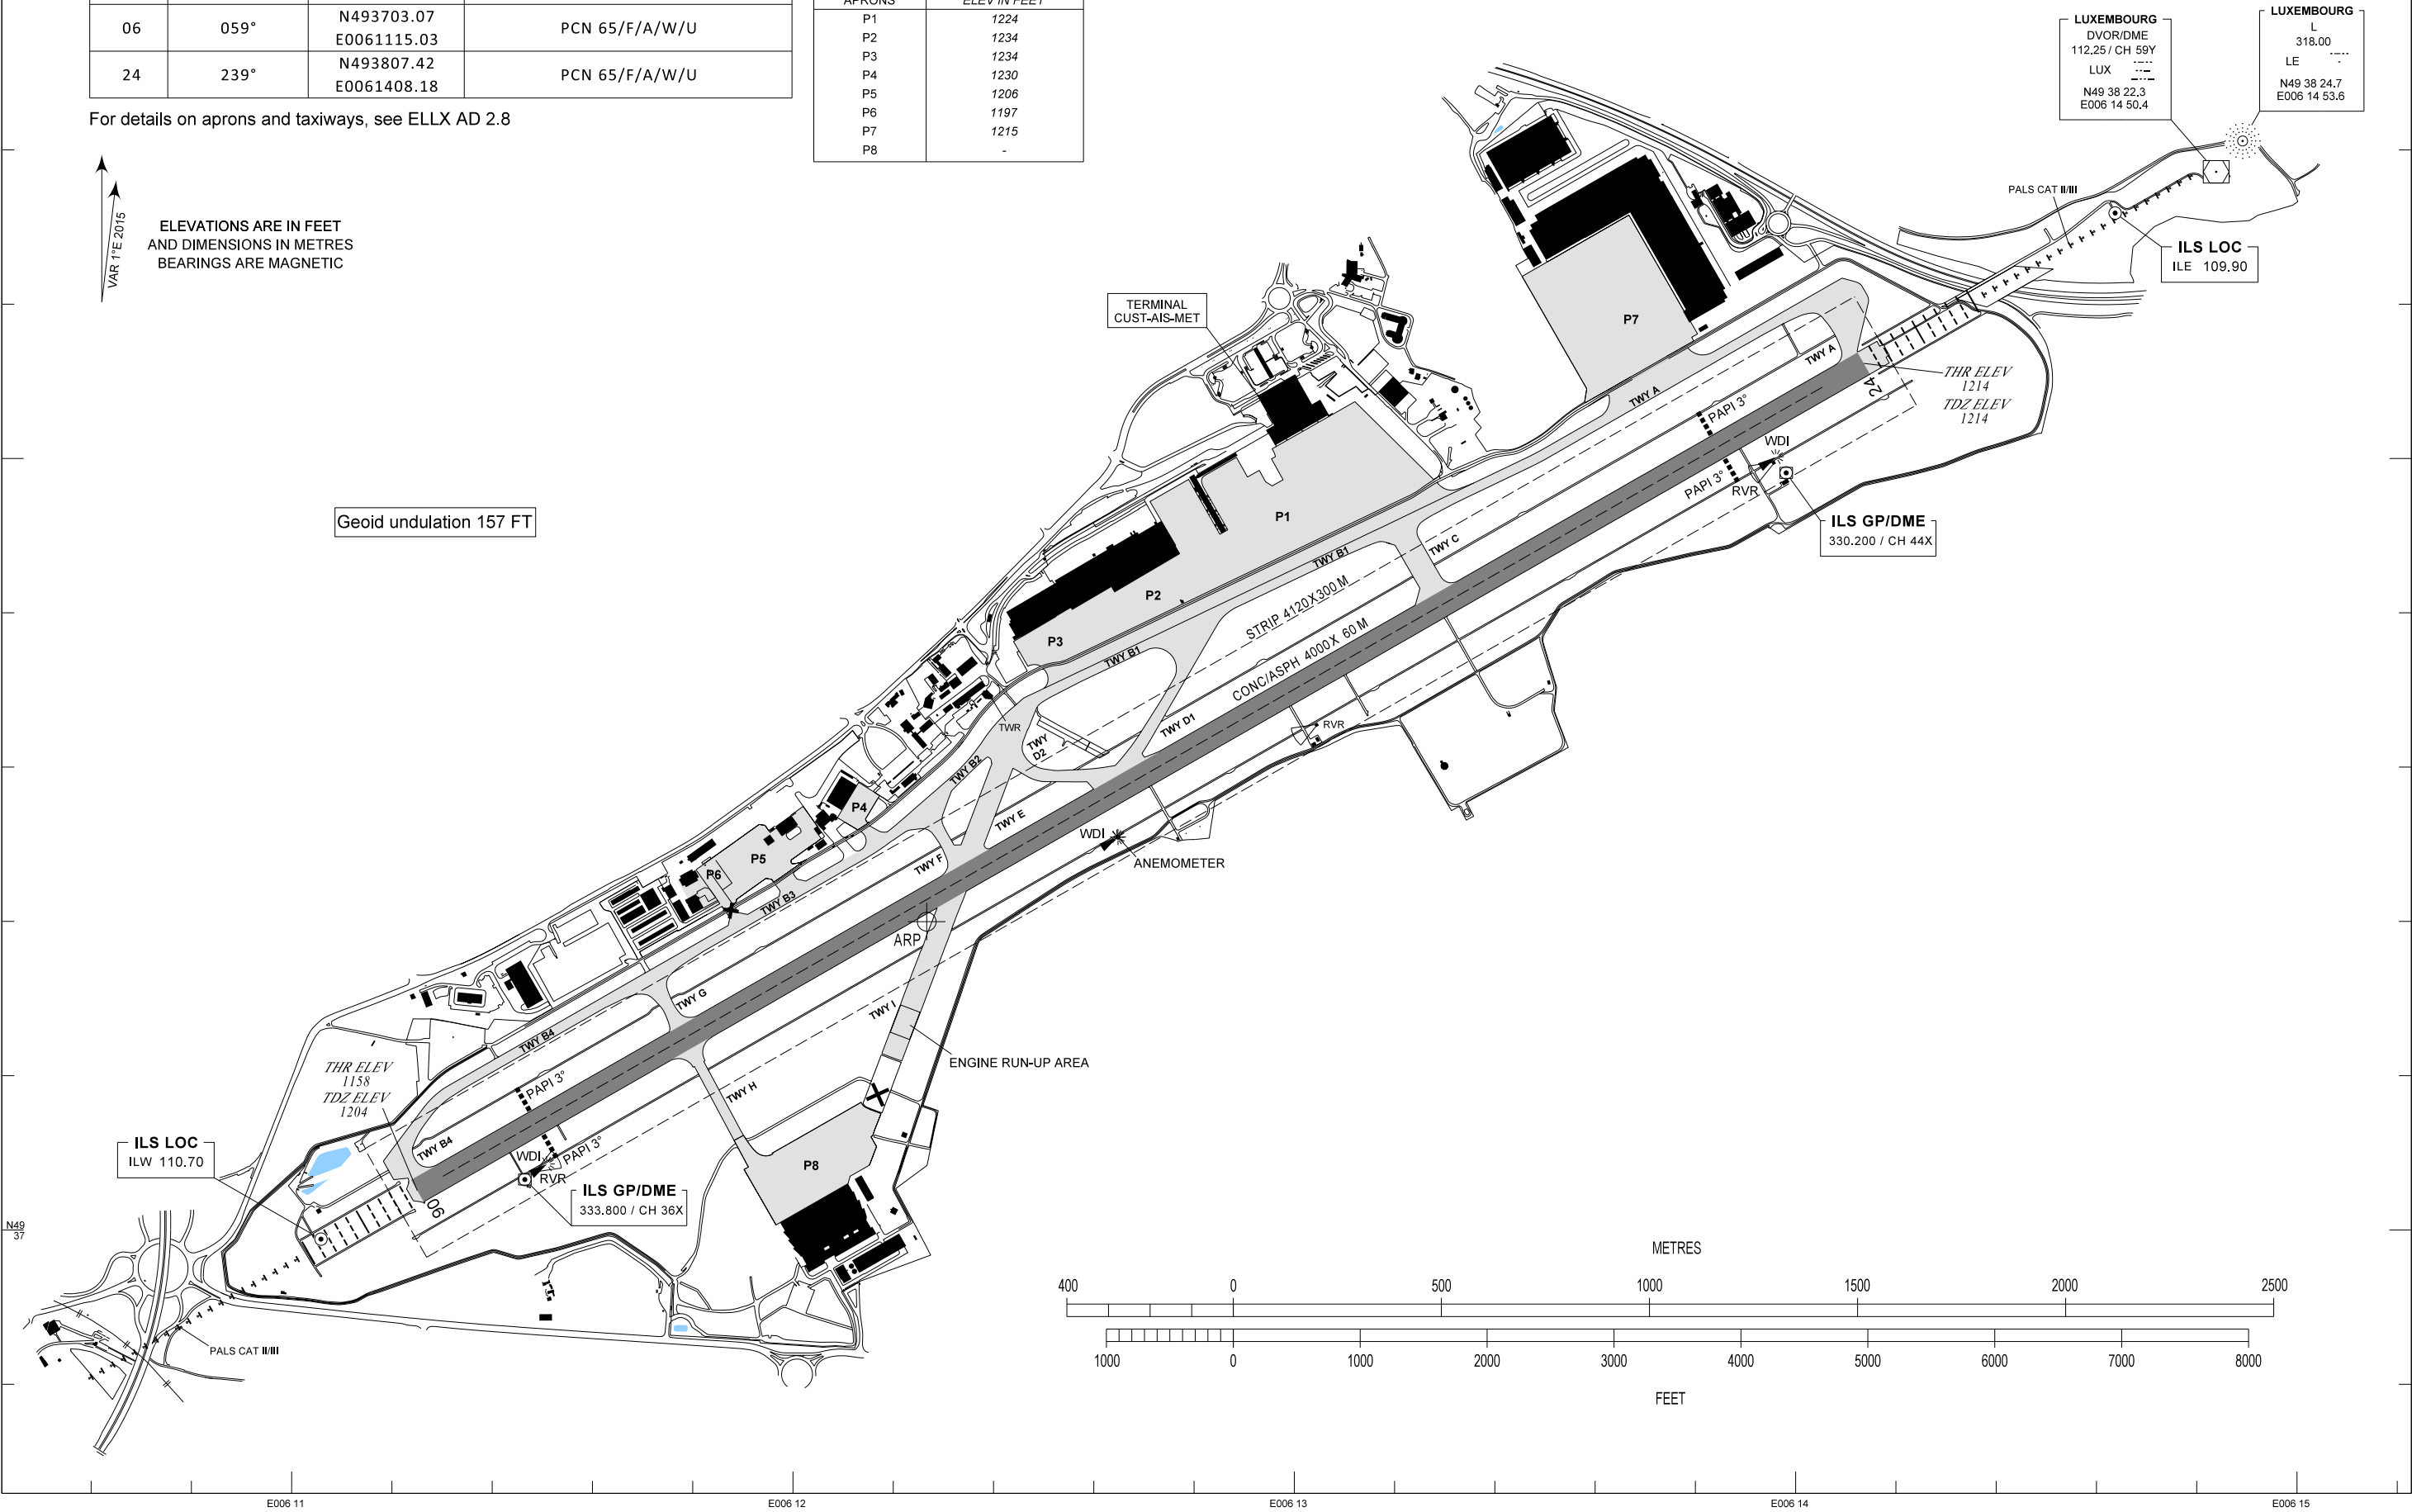 06 059° N493703.07 E0061115.03 PCN 65/F/A/W/U
24 239° N493807.42 E0061408.18 PCN 65/F/A/W/U
For details on aprons and taxiways, see ELLX AD 2.8
APRONS ELEV IN FEET
P1 1224
P2 1234
P3 1234
P4 1230
P5 1206
P6 1197
P7 1215
P8 -
LUXEMBOURG
DVOR/DME
112.25 / CH 59Y
LUX
N49 38 22.3
E006 14 50.4
LUXEMBOURG
L
318.00
LE
N49 38 24.7
E006 14 53.6
VAR 1°E 2015
ELEVATIONS ARE IN FEET
AND DIMENSIONS IN METRES
BEARINGS ARE MAGNETIC
PALS CAT II/III
ILS LOC
ILE 109.90
TERMINAL
CUST-AIS-MET
P7
TWY A
TWY A
THR ELEV
1214
TDZ ELEV
1214
24
PAPI 3°
PAPI 3°
WDI
RVR
ILS GP/DME
330.200 / CH 44X
Geoid undulation 157 FT
P1
TWY B1
TWY C
P2
STRIP 4120X300 M
P3
TWY B1
CONC/ASPH 4000X 60 M
TWY D1
TWR
TWY
D2
RVR
TWY B2
P4
TWY E
WDI
ANEMOMETER
P5
P6
TWY F
TWY B3
ARP
TWY G
TWY I
TWY B4
ENGINE RUN-UP AREA
THR ELEV
1158
TDZ ELEV
1204
PAPI 3°
TWY H
ILS LOC
ILW 110.70
TWY B4
WDI
PAPI 3°
RVR
P8
06
ILS GP/DME
333.800 / CH 36X
N49
37
PALS CAT II/III
METRES
400 0 500 1000 1500 2000 2500
1000 0 1000 2000 3000 4000 5000 6000 7000 8000
FEET
E006 11 E006 12 E006 13 E006 14 E006 15